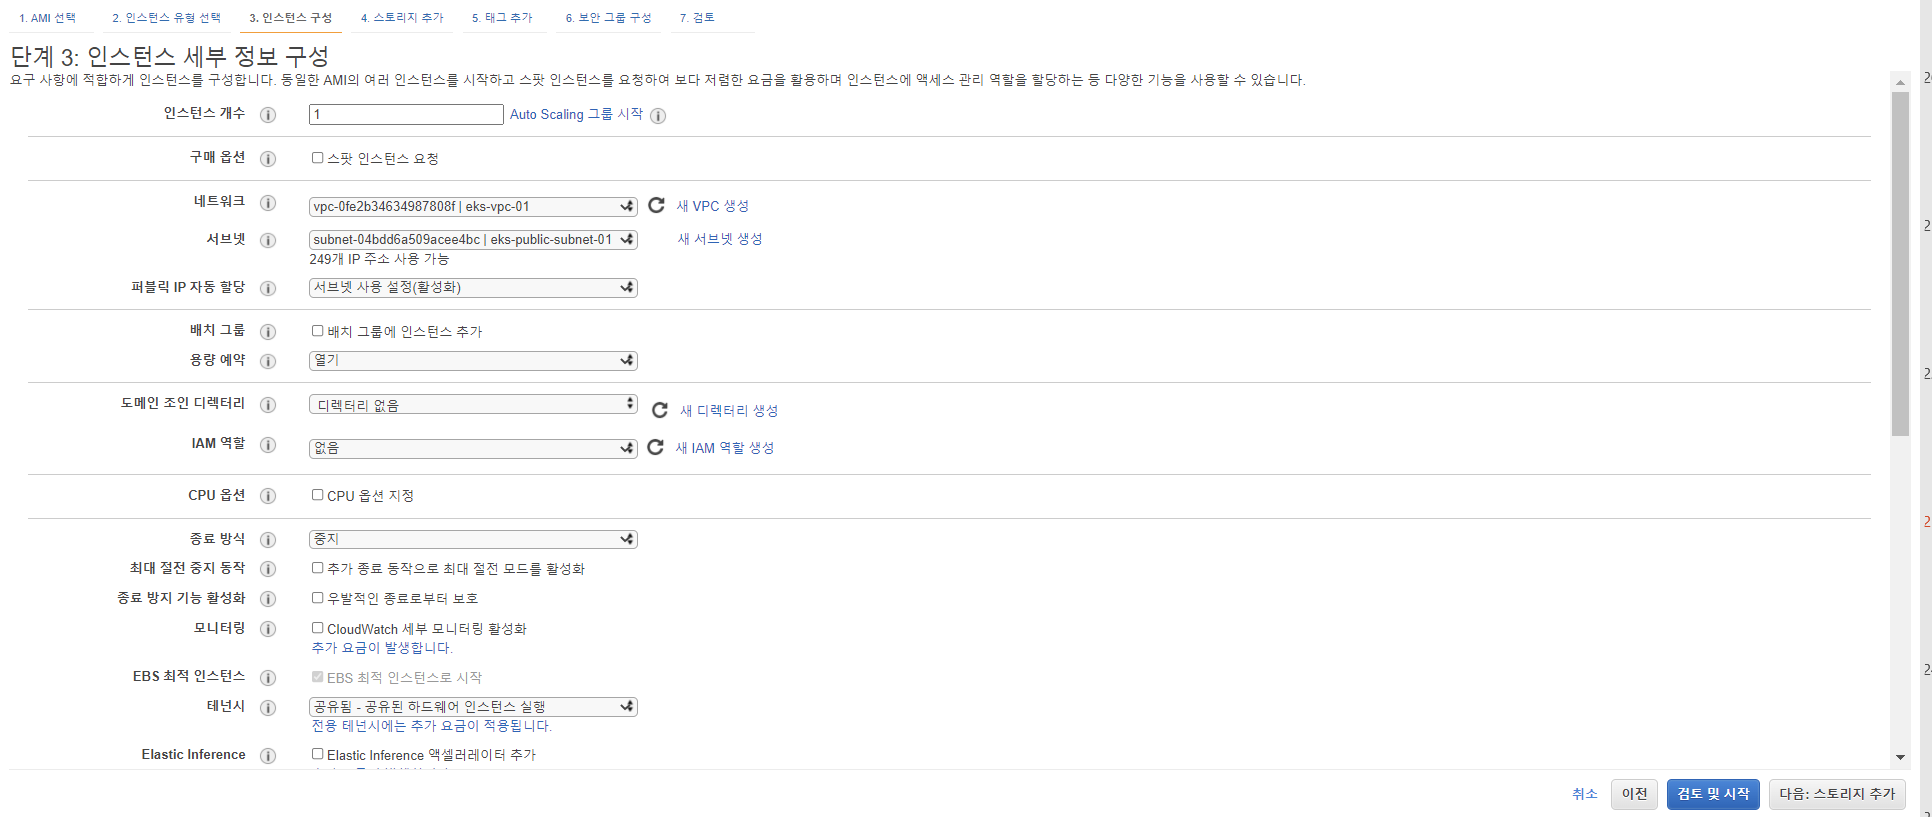 1. AMI 선택
2. 인스턴스 유형 선택
3. 인스턴스 구성
4. 스토리지 추가
5. 태그 추가
6. 보안 그룹 구성
7. 검토
단계 3: 인스턴스 세부 정보 구성
요구 사항에 적합하게 인스턴스를 구성합니다. 동일한 AMI의 여러 인스턴스를 시작하고 스팟 인스턴스를 요청하여 보다 저렴한 요금을 활용하며 인스턴스에 액세스 관리 역할을 할당하는 등 다양한 기능을 사용할 수 있습니다.
인스턴스 개수 1 Auto Scaling 그룹 시작
구매 옵션 스팟 인스턴스 요청
네트워크 vpc-0fe2b34634987808f | eks-vpc-01 새 VPC 생성
서브넷 subnet-04bdd6a509acee4bc | eks-public-subnet-01 새 서브넷 생성
249개 IP 주소 사용 가능
퍼블릭 IP 자동 할당 서브넷 사용 설정(활성화)
배치 그룹 배치 그룹에 인스턴스 추가
용량 예약 열기
도메인 조인 디렉터리 디렉터리 없음 새 디렉터리 생성
IAM 역할 없음 새 IAM 역할 생성
CPU 옵션 CPU 옵션 지정
종료 방식 중지
최대 절전 중지 동작 추가 종료 동작으로 최대 절전 모드를 활성화
종료 방지 기능 활성화 우발적인 종료로부터 보호
모니터링 CloudWatch 세부 모니터링 활성화
추가 요금이 발생합니다.
EBS 최적 인스턴스 EBS 최적 인스턴스로 시작
테넌시 공유됨 - 공유된 하드웨어 인스턴스 실행
전용 테넌시에는 추가 요금이 적용됩니다.
Elastic Inference Elastic Inference 액셀러레이터 추가
취소 이전 검토 및 시작 다음: 스토리지 추가